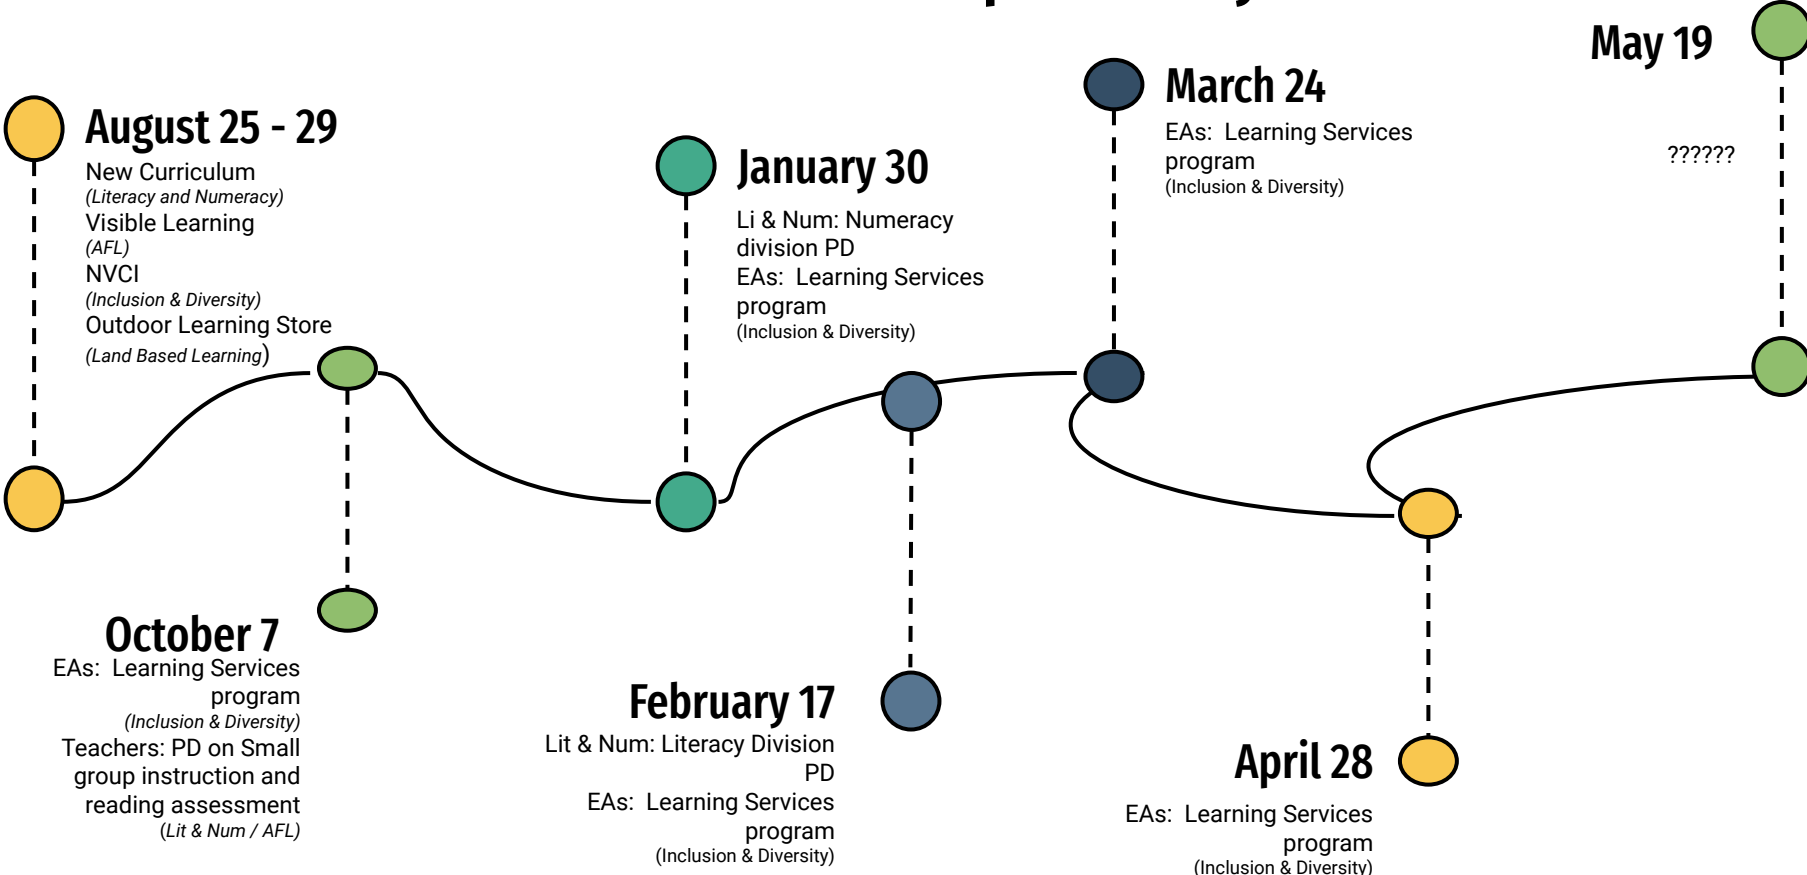 August 25 - 29
New Curriculum
(Literacy and Numeracy)
Visible Learning
(AFL)
NVCI
(Inclusion & Diversity)
Outdoor Learning Store
(Land Based Learning)
October 7
EAs:  Learning Services
program
(Inclusion & Diversity)
Teachers: PD on Small
group instruction and
reading assessment
(Lit & Num / AFL)
January 30
Li & Num: Numeracy
division PD
EAs:  Learning Services
program
(Inclusion & Diversity)
February 17
Lit & Num: Literacy Division
PD
EAs:  Learning Services
program
(Inclusion & Diversity)
March 24
EAs:  Learning Services
program
(Inclusion & Diversity)
April 28
EAs:  Learning Services
program
(Inclusion & Diversity)
May 19
??????